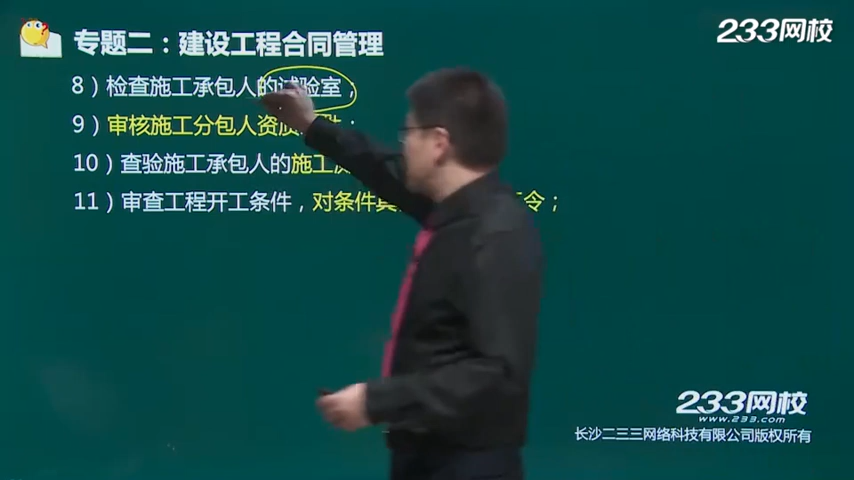 233网校
专题二：建设工程合同管理
8）检查施工承包人的试验室，
9）审核施工分包人资质
10）查验施工承包人的施工
11）审查工程开工条件，对条件具
令；
233网校
www.233.com
长沙二三三网络科技有限公司版权所有